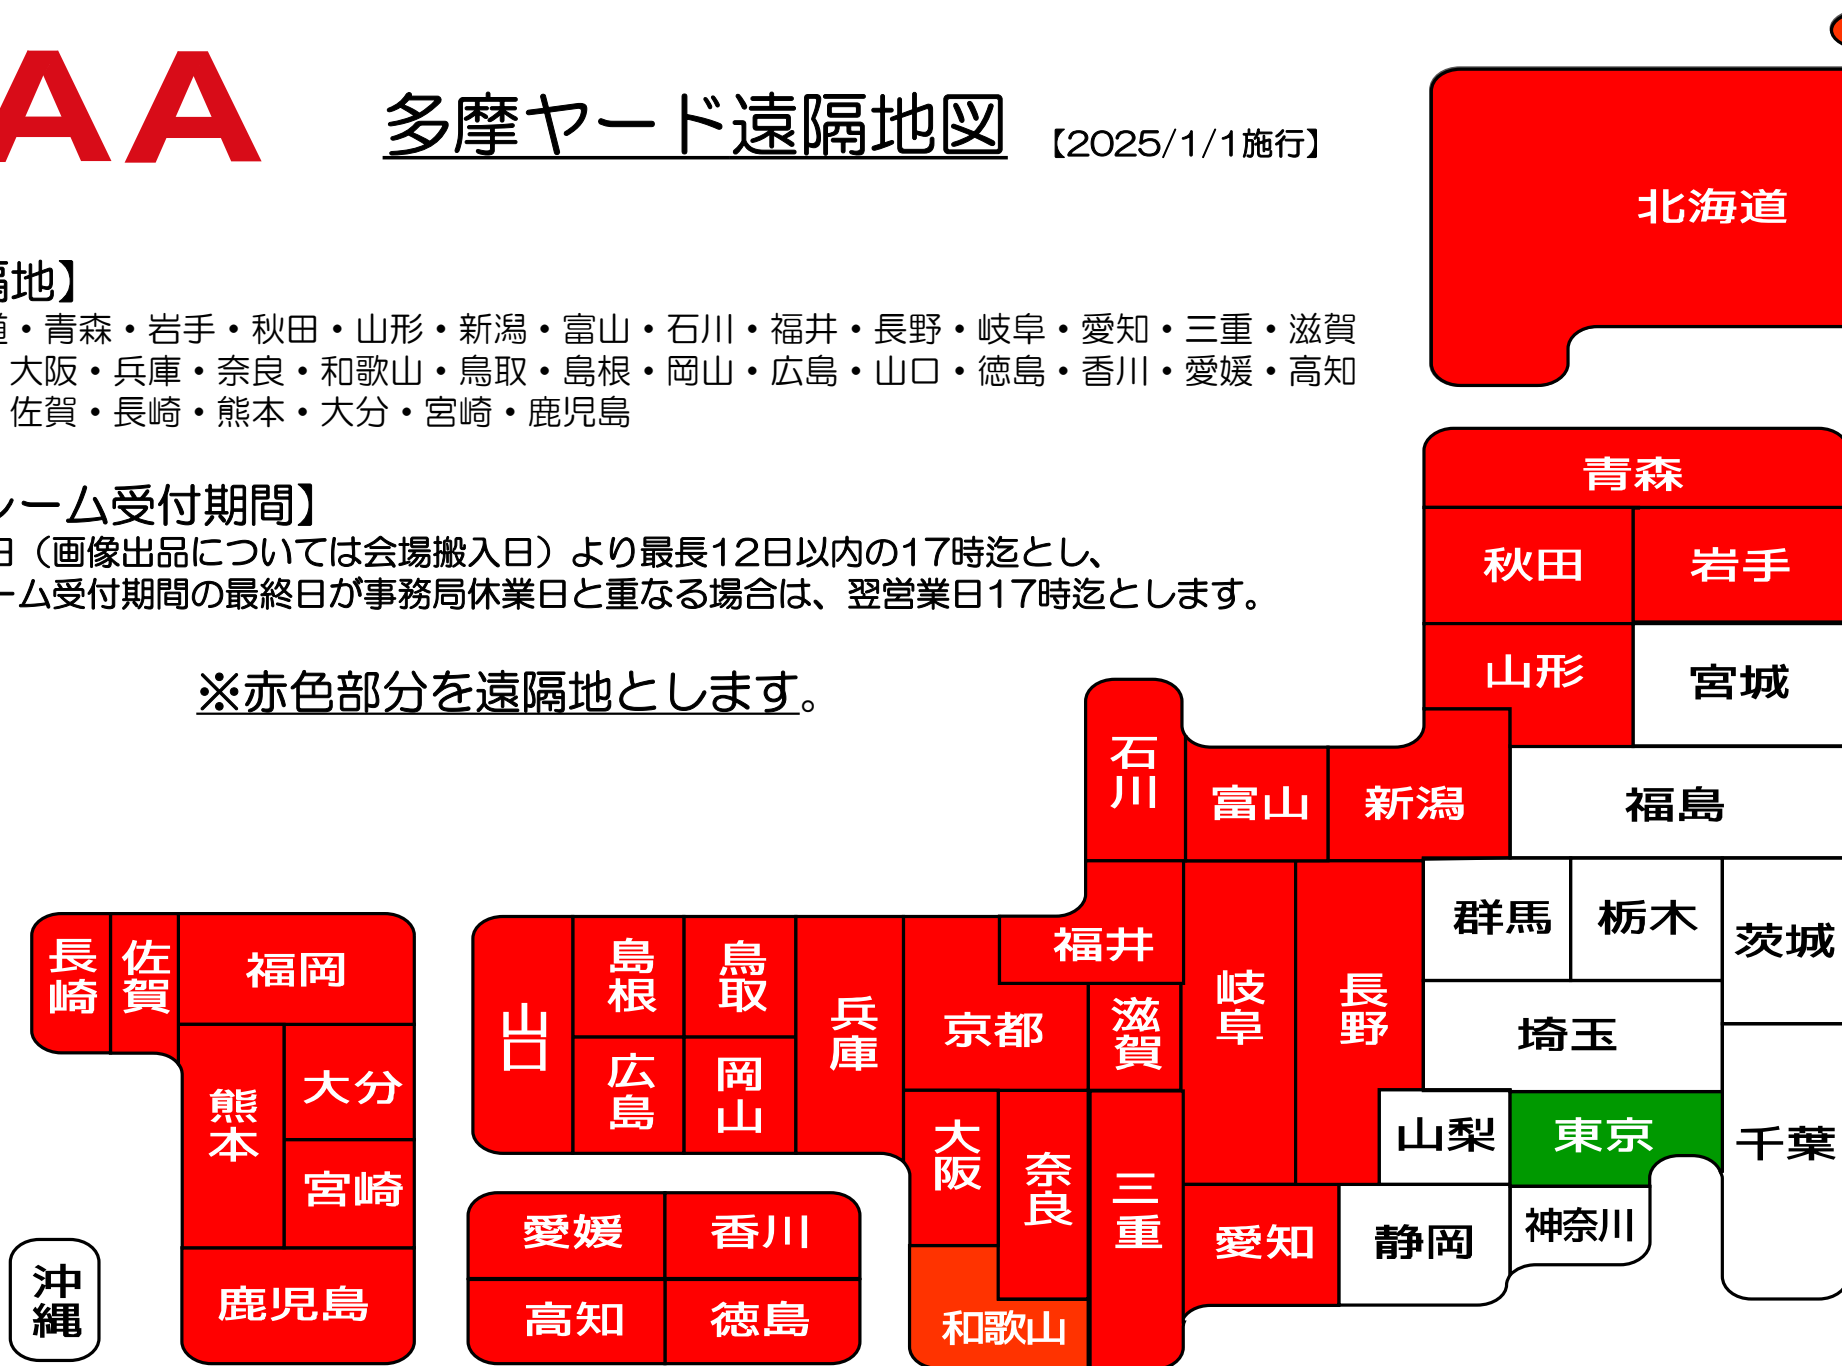 AA
多摩ヤード遠隔地図 【2025/1/1施行】
隔地】
道・青森・岩手・秋田・山形・新潟・富山・石川・福井・長野・岐阜・愛知・三重・滋賀
大阪・兵庫・奈良・和歌山・鳥取・島根・岡山・広島・山口・徳島・香川・愛媛・高知
佐賀・長崎・熊本・大分・宮崎・鹿児島
レーム受付期間】
日（画像出品については会場搬入日）より最長12日以内の17時迄とし、
ーム受付期間の最終日が事務局休業日と重なる場合は、翌営業日17時迄とします。
※赤色部分を遠隔地とします。
北海道
青森
秋田
岩手
山形
宮城
石川
富山
新潟
福島
群馬
栃木
茨城
福井
岐阜
長野
埼玉
長崎
佐賀
福岡
山口
島根
鳥取
兵庫
京都
滋賀
広島
岡山
熊本
大分
大阪
奈良
三重
山梨
東京
千葉
宮崎
愛媛
香川
愛知
静岡
神奈川
沖縄
鹿児島
高知
徳島
和歌山